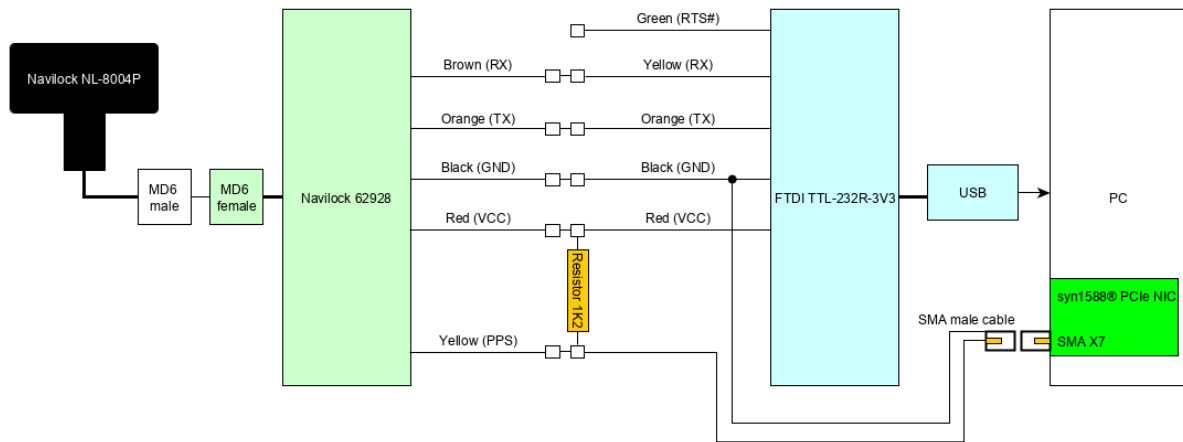 Green (RTS#)
Navilock NL-8004P
Brown (RX)
Yellow (RX)
Orange (TX)
Orange (TX)
Black (GND)
Black (GND)
MD6
male
MD6
female
Navilock 62928
FTDI TTL-232R-3V3
USB
PC
Red (VCC)
Red (VCC)
Resistor 1K2
syn1588® PCIe NIC
SMA male cable
SMA X7
Yellow (PPS)